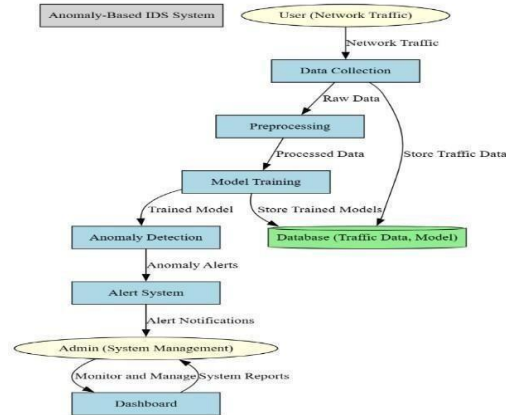 Anomaly-Based IDS System
User (Network Traffic)
Network Traffic
Data Collection
Raw Data
Preprocessing
Store Traffic Data
Processed Data
Model Training
Trained Model
Store Trained Models
Anomaly Detection
Database (Traffic Data, Model)
Anomaly Alerts
Alert System
Alert Notifications
Admin (System Management)
Monitor and Manage
System Reports
Dashboard